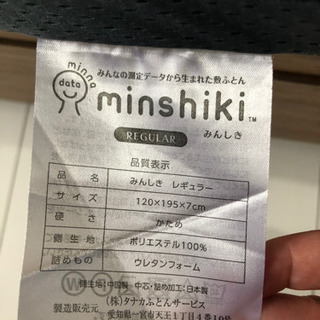 minna
data
みんなの測定データから生まれた敷ふとん
minshiki™
REGULAR みんしき
品質表示
品名 みんしき レギュラー
サイズ 120×195×7cm
硬さ かため
側生地 ポリエステル100%
詰めもの ウレタンフォーム
側生地:中国製 中芯・詰め加工:日本製
製造販売元 (株)タナカふとんサービス
愛知県一宮市天王1丁目4番10号